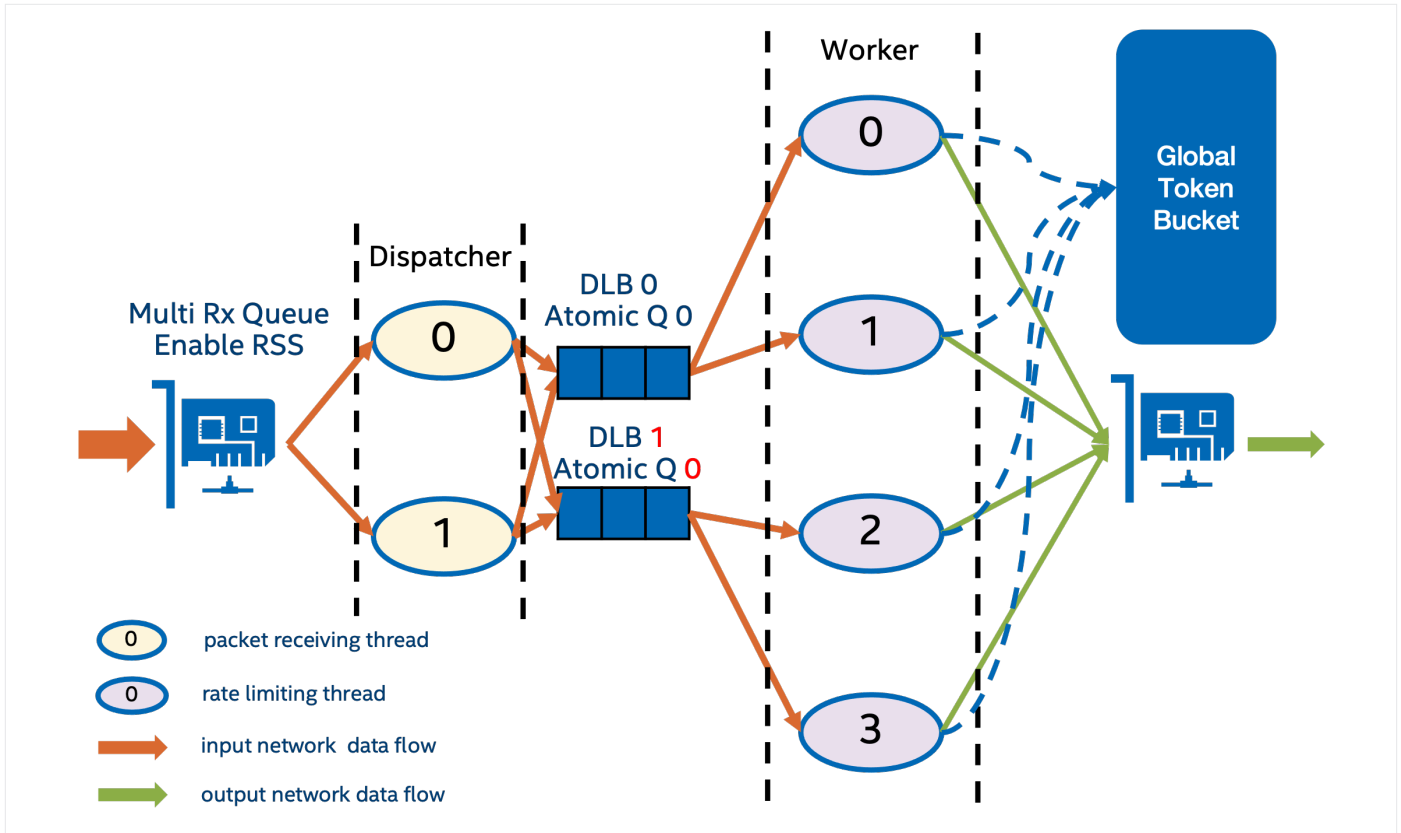 Worker
0
Global
Token
Bucket
Dispatcher
DLB 0
Atomic Q 0
Multi Rx Queue
Enable RSS
0
1
DLB 1
Atomic Q 0
1
2
3
0 packet receiving thread
0 rate limiting thread
input network data flow
output network data flow